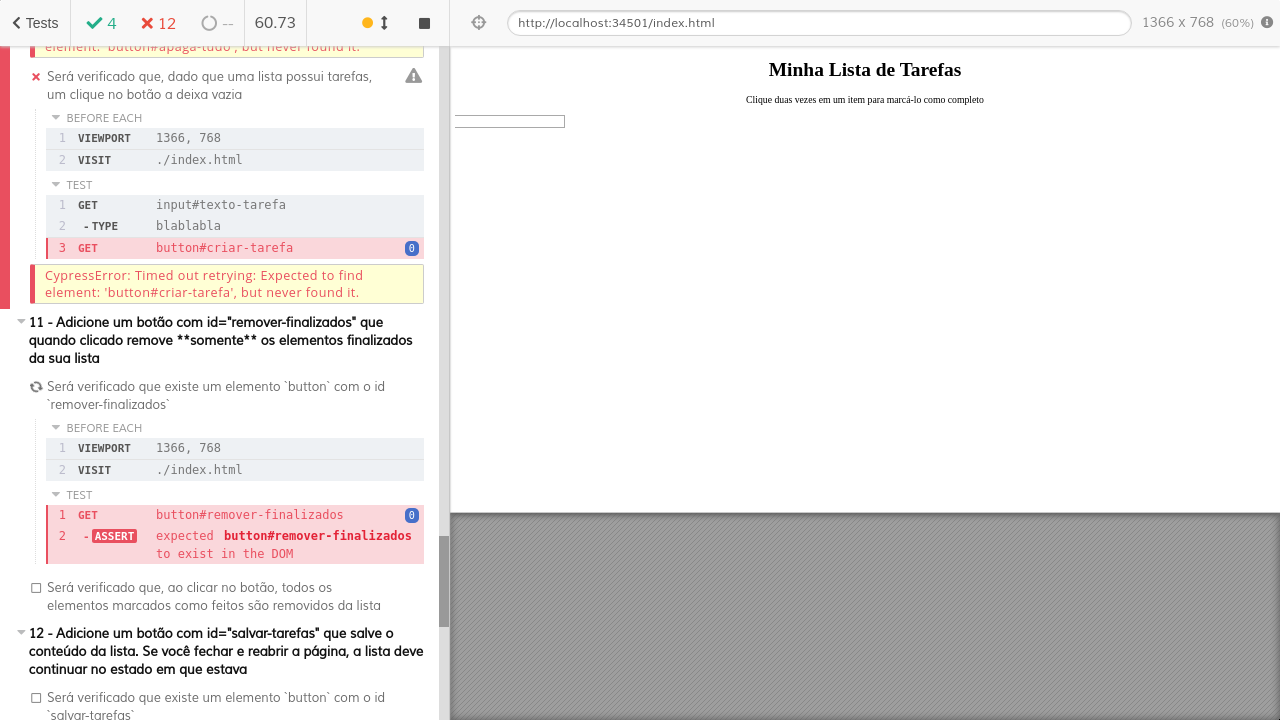 Tests
4
12
--
60.73
http://localhost:34501/index.html
1366 x 768 (60%)
element: 'button#apaga-tudo', but never found it.
Será verificado que, dado que uma lista possui tarefas,
um clique no botão a deixa vazia
BEFORE EACH
1 VIEWPORT 1366, 768
2 VISIT ./index.html
TEST
1 GET input#texto-tarefa
2 - TYPE blablabla
3 GET button#criar-tarefa 0
CypressError: Timed out retrying: Expected to find
element: 'button#criar-tarefa', but never found it.
11 - Adicione um botão com id="remover-finalizados" que
quando clicado remove **somente** os elementos finalizados
da sua lista
Será verificado que existe um elemento `button` com o id
`remover-finalizados`
BEFORE EACH
1 VIEWPORT 1366, 768
2 VISIT ./index.html
TEST
1 GET button#remover-finalizados 0
2 - ASSERT expected button#remover-finalizados
to exist in the DOM
Será verificado que, ao clicar no botão, todos os
elementos marcados como feitos são removidos da lista
12 - Adicione um botão com id="salvar-tarefas" que salve o
conteúdo da lista. Se você fechar e reabrir a página, a lista deve
continuar no estado em que estava
Será verificado que existe um elemento `button` com o id
`salvar-tarefas`
Minha Lista de Tarefas
Clique duas vezes em um item para marcá-lo como completo